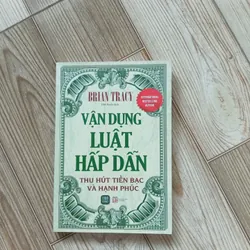 BRIAN TRACY
VẬN DỤNG
LUẬT
HẤP DẪN
THU HÚT TIỀN BẠC
VÀ HẠNH PHÚC